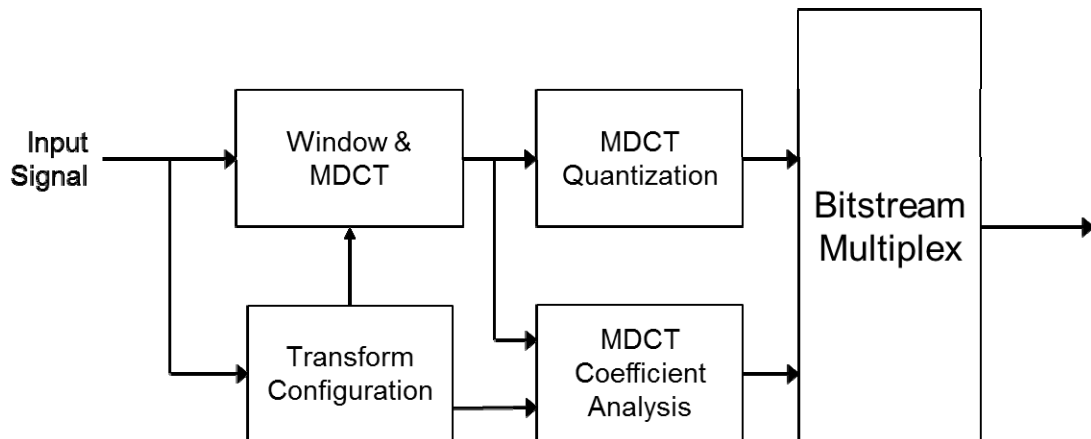 Input
Signal
Window &
MDCT
MDCT
Quantization
Bitstream
Multiplex
Transform
Configuration
MDCT
Coefficient
Analysis